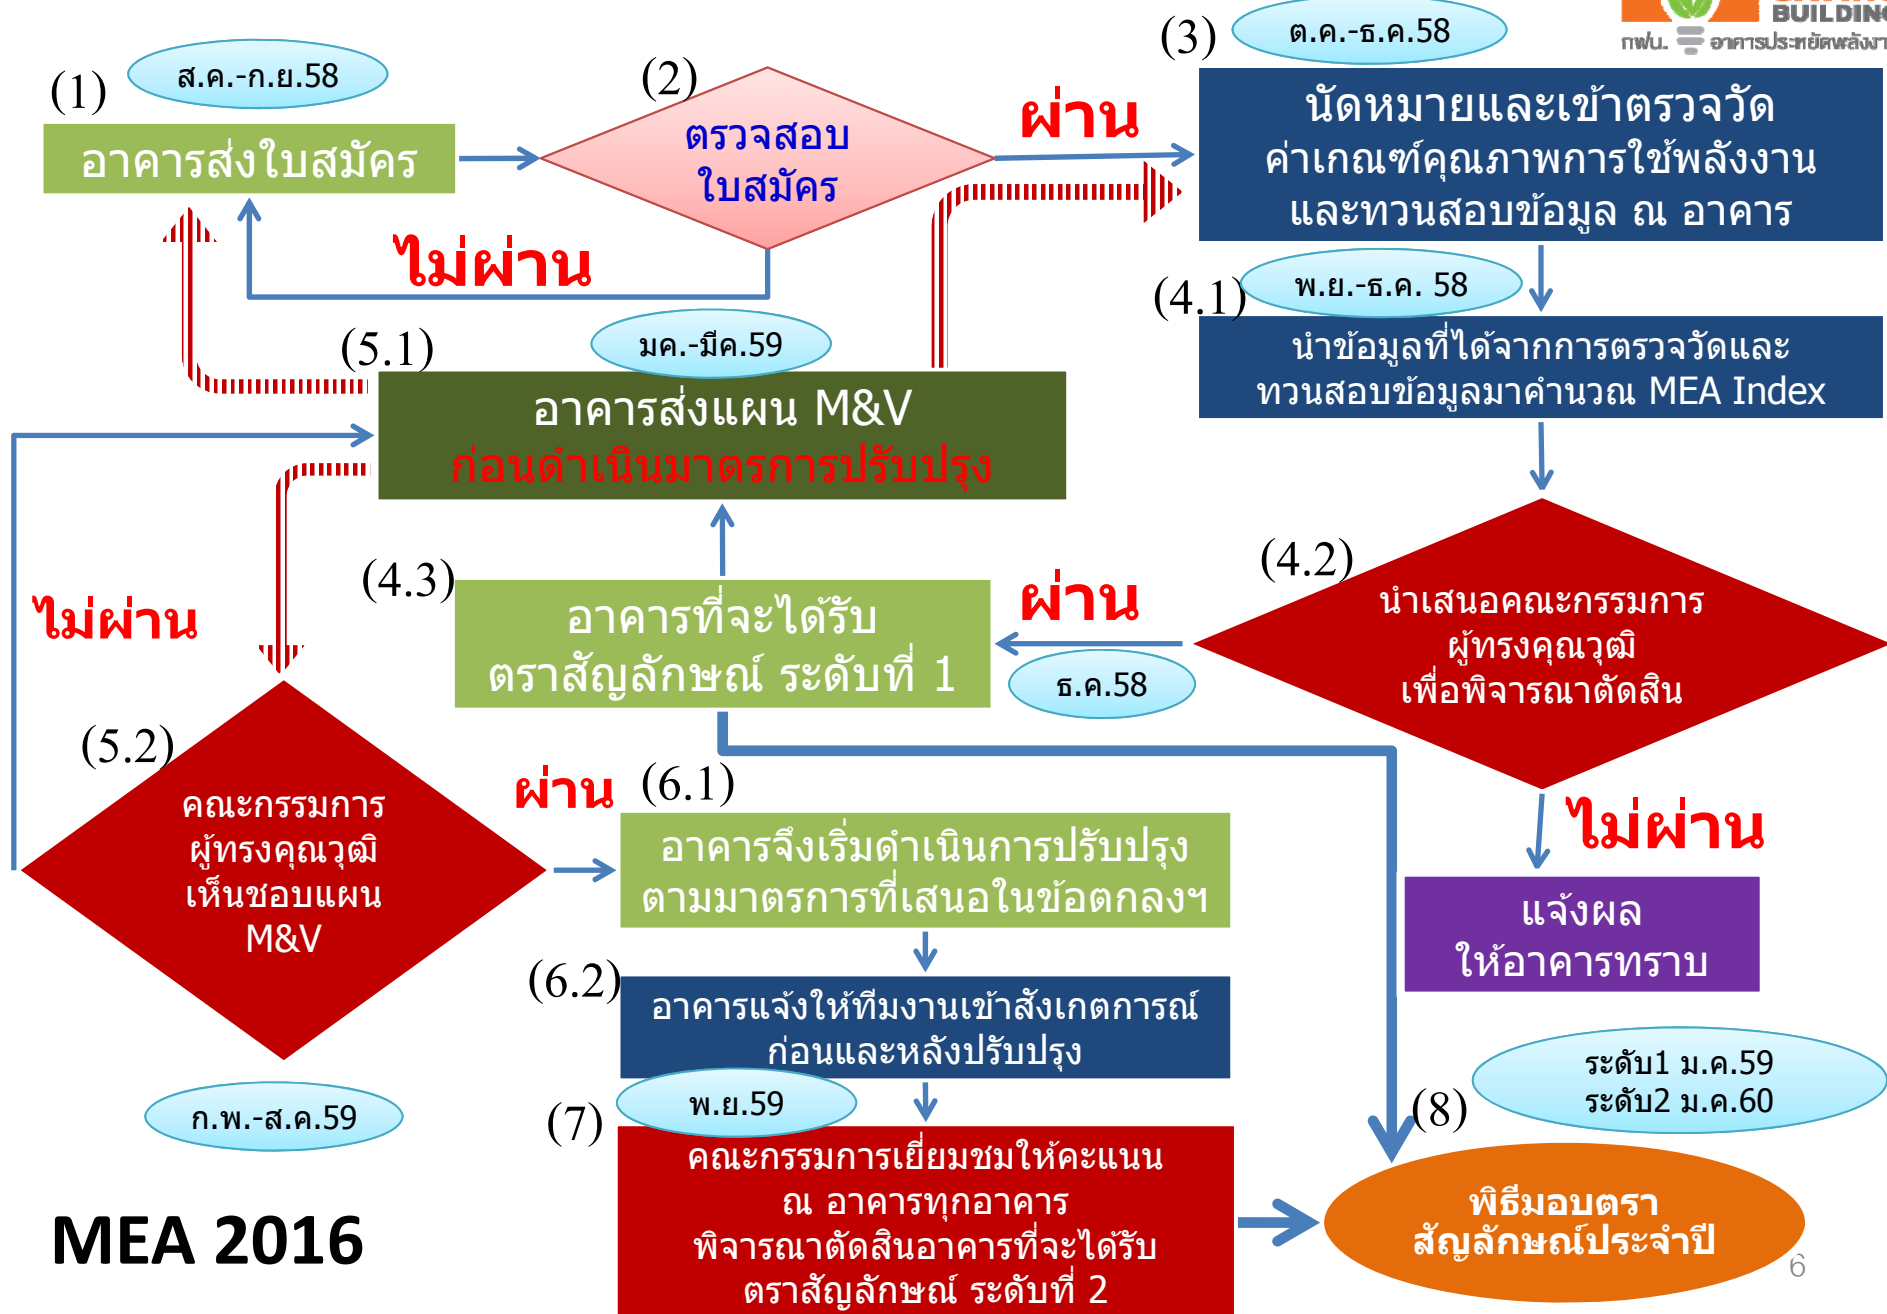 BUILDING
กฟน.
(1)
ส.ค.-ก.ย.58
อาคารส่งใบสมัคร
(2)
ตรวจสอบ
ใบสมัคร
ผ่าน
ไม่ผ่าน
(3)
ต.ค.-ธ.ค.58
นัดหมายและเข้าตรวจวัด
ค่าเกณฑ์คุณภาพการใช้พลังงาน
และทวนสอบข้อมูล ณ อาคาร
(4.1)
พ.ย.-ธ.ค. 58
นำข้อมูลที่ได้จากการตรวจวัดและ
ทวนสอบข้อมูลมาคำนวณ MEA Index
(5.1)
มค.-มีค.59
อาคารส่งแผน M&V
ก่อนดำเนินมาตรการปรับปรุง
(4.2)
นำเสนอคณะกรรมการ
ผู้ทรงคุณวุฒิ
เพื่อพิจารณาตัดสิน
ผ่าน
ธ.ค.58
(4.3)
อาคารที่จะได้รับ
ตราสัญลักษณ์ ระดับที่ 1
ไม่ผ่าน
แจ้งผล
ให้อาคารทราบ
ไม่ผ่าน
(5.2)
คณะกรรมการ
ผู้ทรงคุณวุฒิ
เห็นชอบแผน
M&V
ก.พ.-ส.ค.59
ผ่าน
(6.1)
อาคารจึงเริ่มดำเนินการปรับปรุง
ตามมาตรการที่เสนอในข้อตกลงฯ
(6.2)
อาคารแจ้งให้ทีมงานเข้าสังเกตการณ์
ก่อนและหลังปรับปรุง
(7)
พ.ย.59
คณะกรรมการเยี่ยมชมให้คะแนน
ณ อาคารทุกอาคาร
พิจารณาตัดสินอาคารที่จะได้รับ
ตราสัญลักษณ์ ระดับที่ 2
(8)
ระดับ1 ม.ค.59
ระดับ2 ม.ค.60
พิธีมอบตรา
สัญลักษณ์ประจำปี
MEA 2016
6